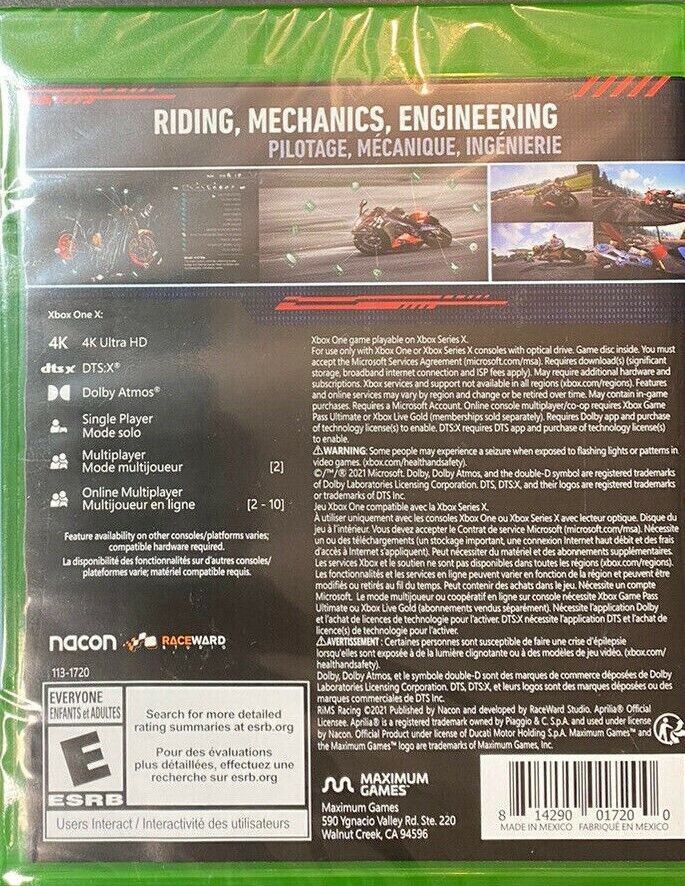 RIDING, MECHANICS, ENGINEERING
PILOTAGE, MÉCANIQUE, INGÉNIERIE
Xbox One X:
4K 4K Ultra HD
dts x DTS:X®
Dolby Atmos®
Single Player
Mode solo
Multiplayer
Mode multijoueur [2]
Online Multiplayer
Multijoueur en ligne [2 - 10]
Feature availability on other consoles/platforms varies;
compatible hardware required.
La disponibilité des fonctionnalités sur d'autres consoles/
plateformes varie; matériel compatible requis.
nacon RACEWARD
STUDIO
113-1720
EVERYONE
ENFANTS et ADULTES
E
ESRB
Search for more detailed
rating summaries at esrb.org
Pour des évaluations
plus détaillées, effectuez une
recherche sur esrb.org
Users Interact / Interactivité des utilisateurs
Xbox One game playable on Xbox Series X.
For use only with Xbox One or Xbox Series X consoles with optical drive. Game disc inside. You must
accept the Microsoft Services Agreement (microsoft.com/msa). Requires download(s) (significant
storage, broadband internet connection and ISP fees apply). May require additional hardware and
subscriptions. Xbox services and support not available in all regions (xbox.com/regions). Features
and online services may vary by region and change or be retired over time. May contain in-game
purchases. Requires a Microsoft Account. Online console multiplayer/co-op requires Xbox Game
Pass Ultimate or Xbox Live Gold (memberships sold separately). Requires Dolby app and purchase
of technology license(s) to enable. DTS:X requires DTS app and purchase of technology license(s)
to enable.
⚠WARNING: Some people may experience a seizure when exposed to flashing lights or patterns in
video games. (xbox.com/healthandsafety).
©/™/® 2021 Microsoft. Dolby, Dolby Atmos, and the double-D symbol are registered trademarks
of Dolby Laboratories Licensing Corporation. DTS, DTS:X, and their logos are registered trademarks
or trademarks of DTS Inc.
Jeu Xbox One compatible avec la Xbox Series X.
À utiliser uniquement avec les consoles Xbox One ou Xbox Series X avec lecteur optique. Disque du
jeu à l'intérieur. Vous devez accepter le Contrat de service Microsoft (microsoft.com/msa). Nécessite
un ou des téléchargements (un stockage important, une connexion Internet haut débit et des frais
d'accès à Internet s'appliquent). Peut nécessiter du matériel et des abonnements supplémentaires.
Les services Xbox et le soutien ne sont pas disponibles dans toutes les régions (xbox.com/regions).
Les fonctionnalités et les services en ligne peuvent varier en fonction de la région et peuvent être
modifiés ou retirés au fil du temps. Peut contenir des achats dans le jeu. Nécessite un compte
Microsoft. Le mode multijoueur ou coopératif en ligne sur console nécessite Xbox Game Pass
Ultimate ou Xbox Live Gold (abonnements vendus séparément). Nécessite l'application Dolby
et l'achat de licences de technologie pour l'activer. DTS:X nécessite l'application DTS et l'achat de
licence(s) de technologie pour l'activer.
⚠AVERTISSEMENT : Certaines personnes sont susceptible de faire une crise d'épilepsie
lorsqu'elles sont exposée à de la lumière clignotante ou à des modèles de jeu vidéo. (xbox.com/
healthandsafety).
Dolby, Dolby Atmos, et le symbole double-D sont des marques de commerce déposées de Dolby
Laboratories Licensing Corporation. DTS, DTS:X, et leurs logos sont des marques déposées ou des
marques commerciales de DTS Inc.
RiMS Racing ©2021 Published by Nacon and developed by RaceWard Studio. Aprilia® Official
Licensee. Aprilia® is a registered trademark owned by Piaggio & C. S.p.A. and used under license
by Nacon. Official Product under license of Ducati Motor Holding S.p.A. Maximum Games™ and
the Maximum Games™ logo are trademarks of Maximum Games, Inc.
MAXIMUM
GAMES™
Maximum Games
590 Ygnacio Valley Rd. Ste. 220
Walnut Creek, CA 94596
8 14290 01720 0
MADE IN MEXICO FABRIQUÉ EN MEXICO